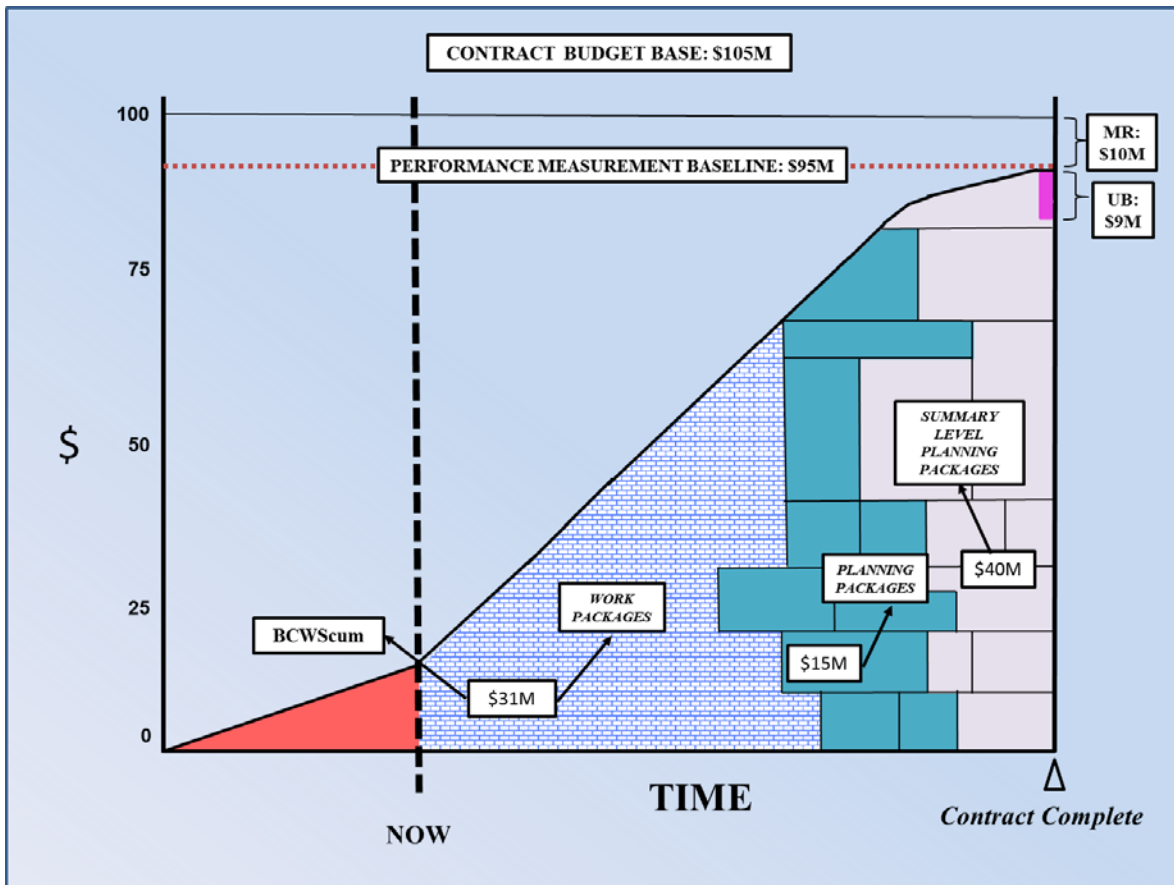 CONTRACT BUDGET BASE: $105M
100
MR:
$10M
PERFORMANCE MEASUREMENT BASELINE: $95M
UB:
$9M
75
SUMMARY
LEVEL
PLANNING
PACKAGES
$
50
$40M
PLANNING
PACKAGES
WORK
PACKAGES
25
BCWScum
$15M
$31M
0
TIME
Contract Complete
NOW